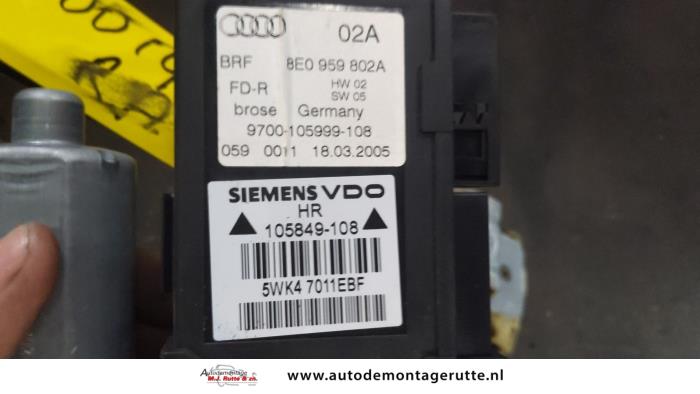 02A
BRF 8E0 959 802A
FD-R HW 02
SW 05
brose Germany
9700-105999-108
059 0011 18.03.2005
SIEMENS VDO
HR
105849-108
5WK4 7011EBF
Autodemontage
M.J. Rutte & zn.
www.autodemontagerutte.nl